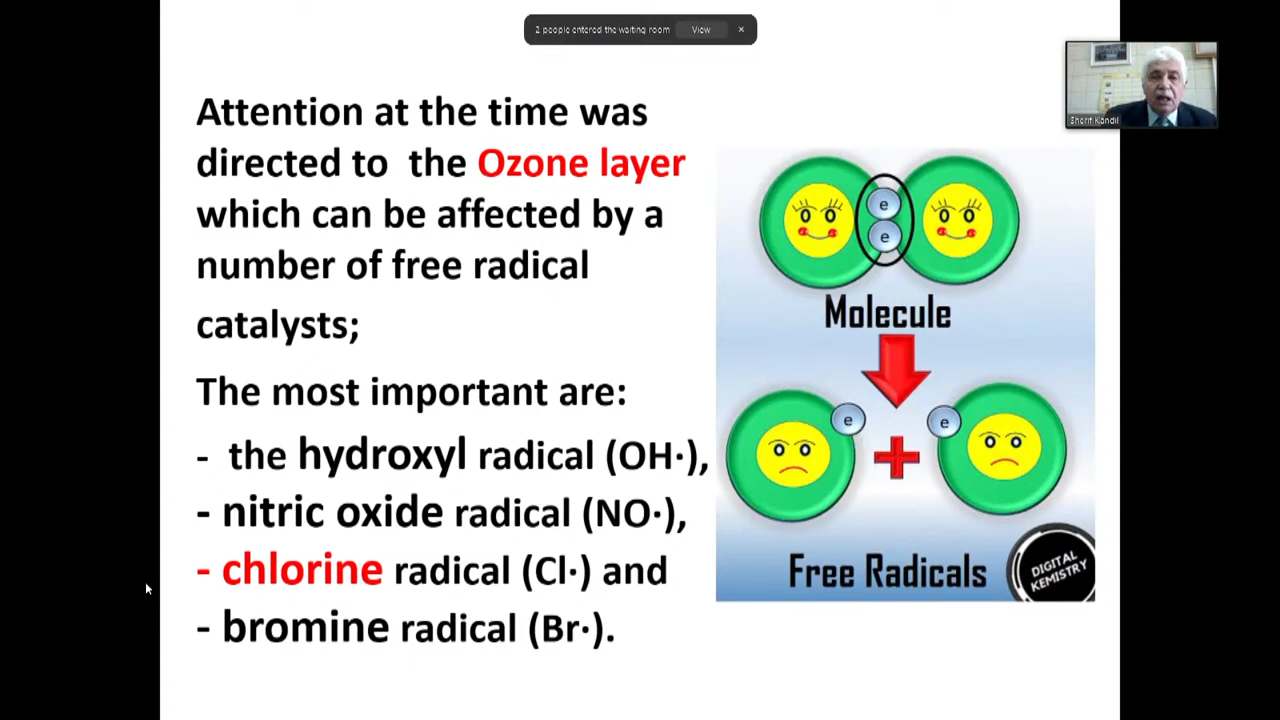 2 people entered the waiting room
View
×
Sherif Kandil
Attention at the time was
directed to  the Ozone layer
which can be affected by a
number of free radical
catalysts;
The most important are:
-  the hydroxyl radical (OH·),
- nitric oxide radical (NO·),
- chlorine radical (Cl·) and
- bromine radical (Br·).
e
e
Molecule
e
e
Free Radicals
DIGITAL
KEMISTRY